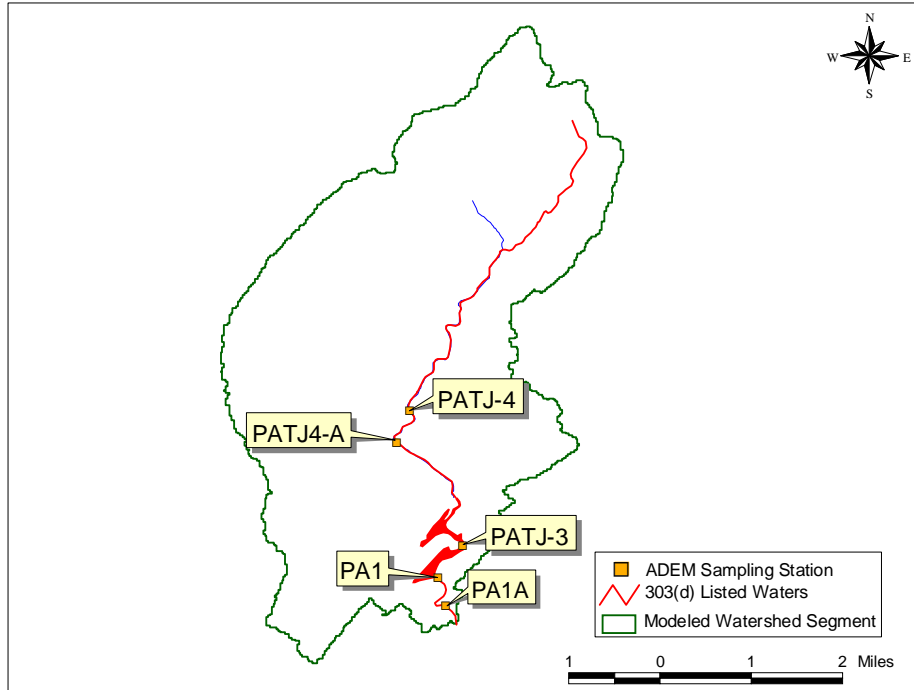 N
W E
S
PATJ-4
PATJ4-A
PATJ-3
PA1
PA1A
ADEM Sampling Station
303(d) Listed Waters
Modeled Watershed Segment
1 0 1 2 Miles